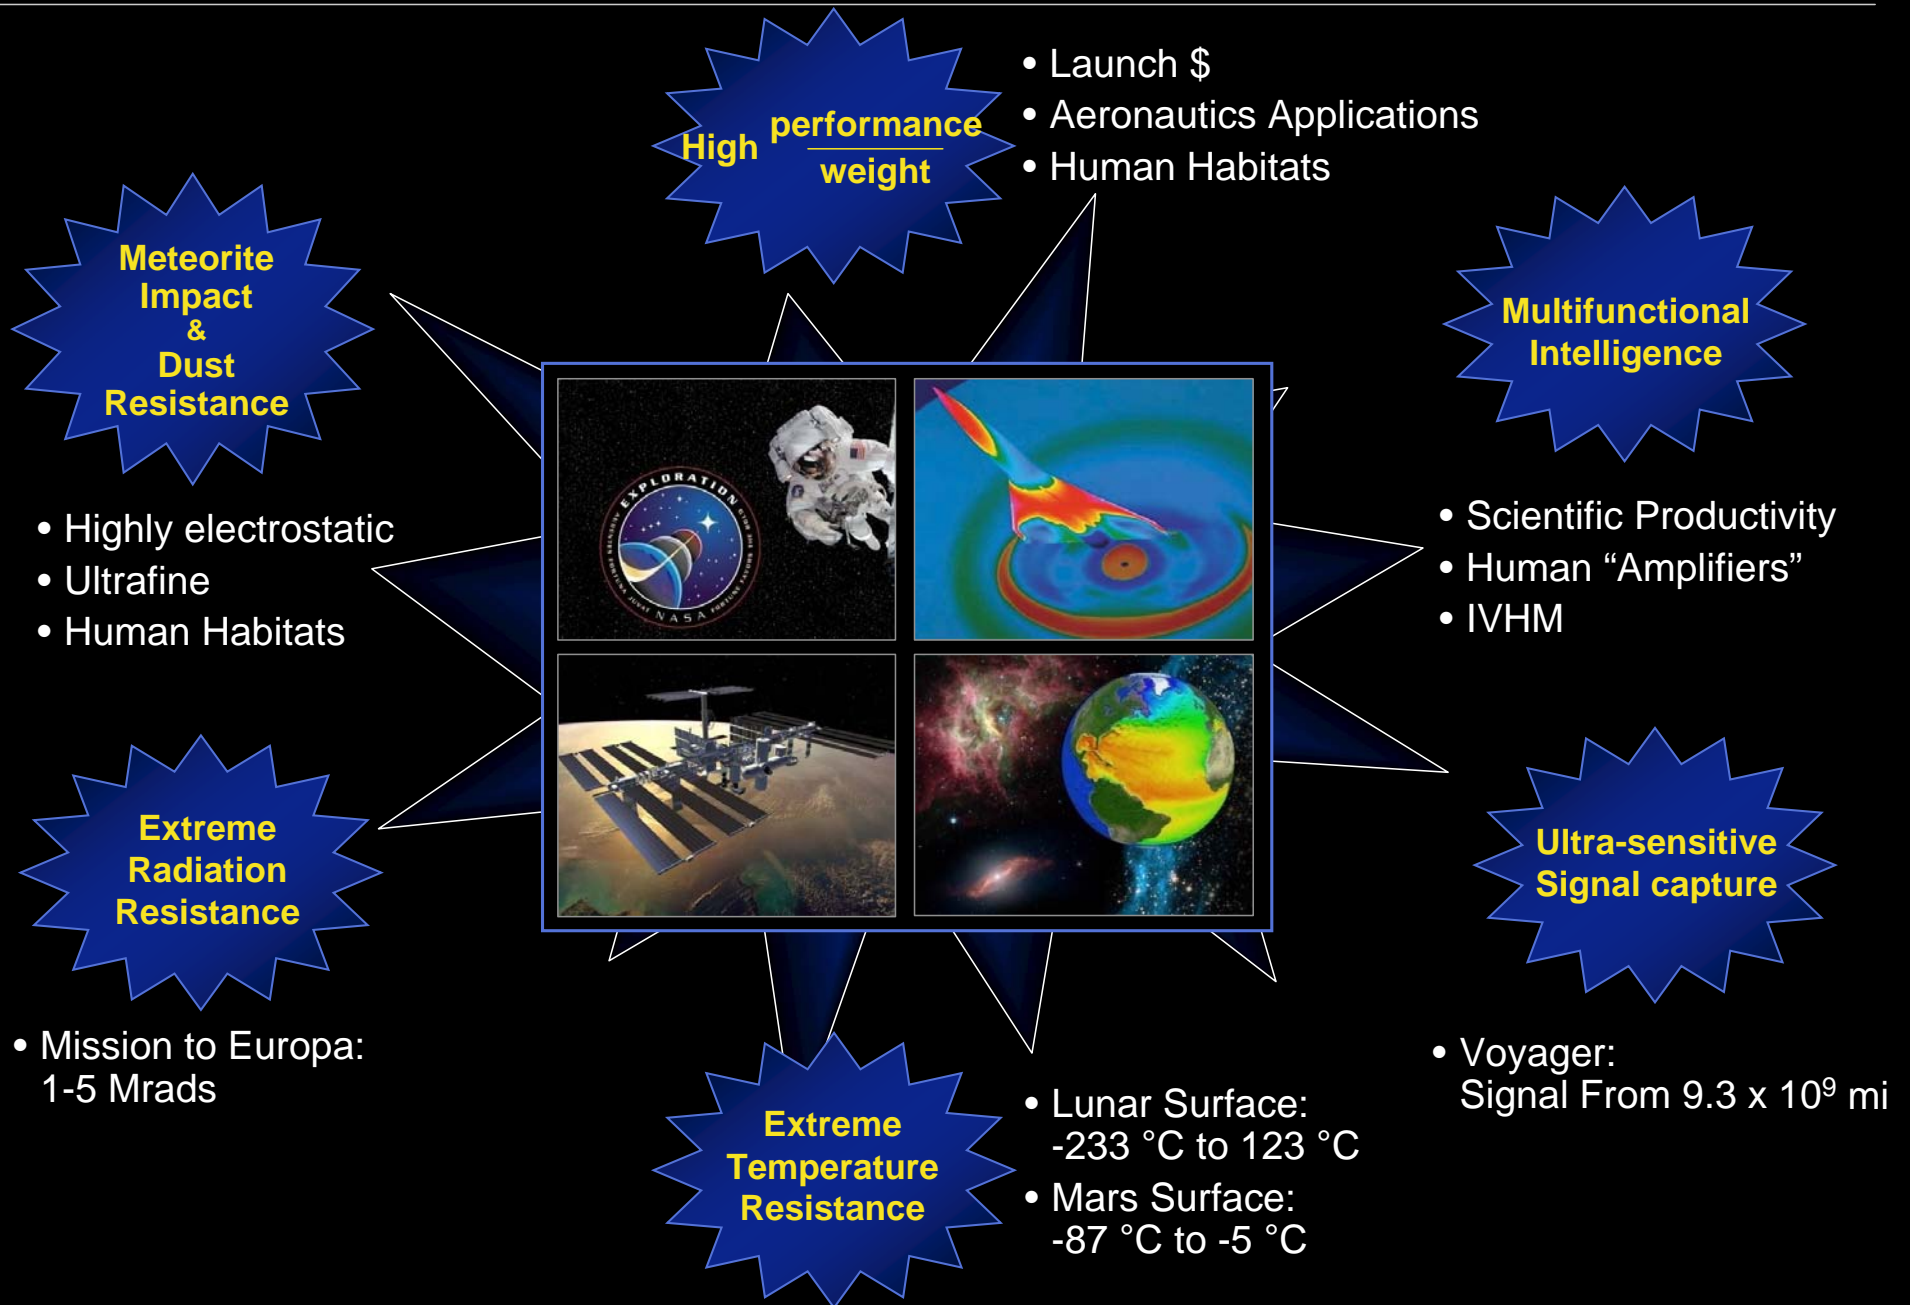 High performance
weight
• Launch $
• Aeronautics Applications
• Human Habitats
Meteorite
Impact
&
Dust
Resistance
• Highly electrostatic
• Ultrafine
• Human Habitats
Multifunctional
Intelligence
• Scientific Productivity
• Human “Amplifiers”
• IVHM
EXPLORATION
NASA
Extreme
Radiation
Resistance
• Mission to Europa:
1-5 Mrads
Ultra-sensitive
Signal capture
• Voyager:
Signal From 9.3 x 10⁹ mi
Extreme
Temperature
Resistance
• Lunar Surface:
-233 °C to 123 °C
• Mars Surface:
-87 °C to -5 °C